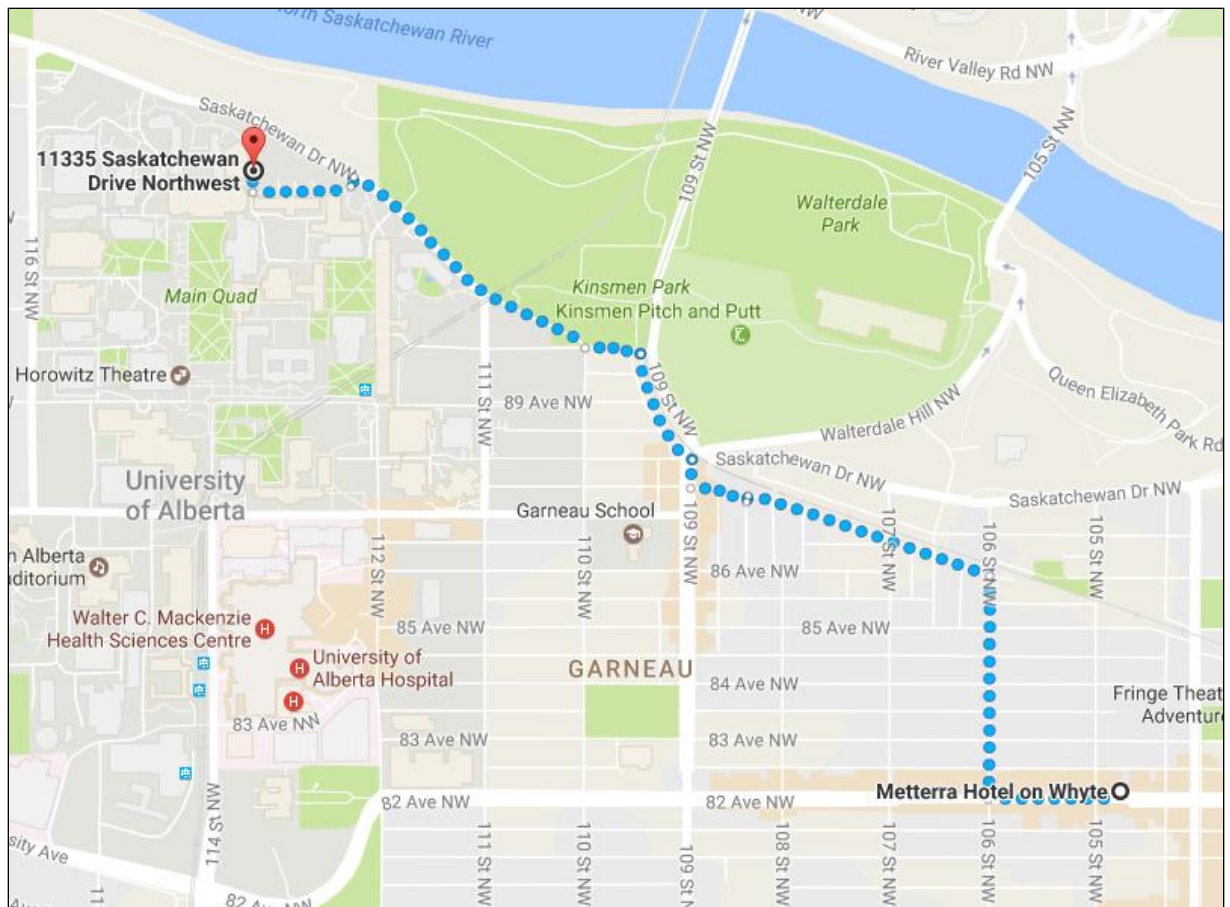 North Saskatchewan River
River Valley Rd NW
Saskatchewan Dr NW
109 St NW
105 St NW
11335 Saskatchewan
Drive Northwest
Walterdale
Park
116 St NW
Main Quad
Kinsmen Park
Kinsmen Pitch and Putt
Horowitz Theatre
111 St NW
109 St NW
89 Ave NW
Queen Elizabeth Park Rd
Walterdale Hill NW
Saskatchewan Dr NW
Saskatchewan Dr NW
University
of Alberta
Garneau School
109 St NW
107 St NW
106 St NW
105 St NW
n Alberta
uditorium
112 St NW
110 St NW
86 Ave NW
Walter C. Mackenzie
Health Sciences Centre
85 Ave NW
85 Ave NW
University of
Alberta Hospital
GARNEAU
84 Ave NW
Fringe Theat
Adventur
83 Ave NW
83 Ave NW
83 Ave NW
Metterra Hotel on Whyte
82 Ave NW
82 Ave NW
114 St NW
sity Ave
111 St NW
109 St
108 St NW
107 St NW
106 St NW
105 St NW
11
82 Ave NW